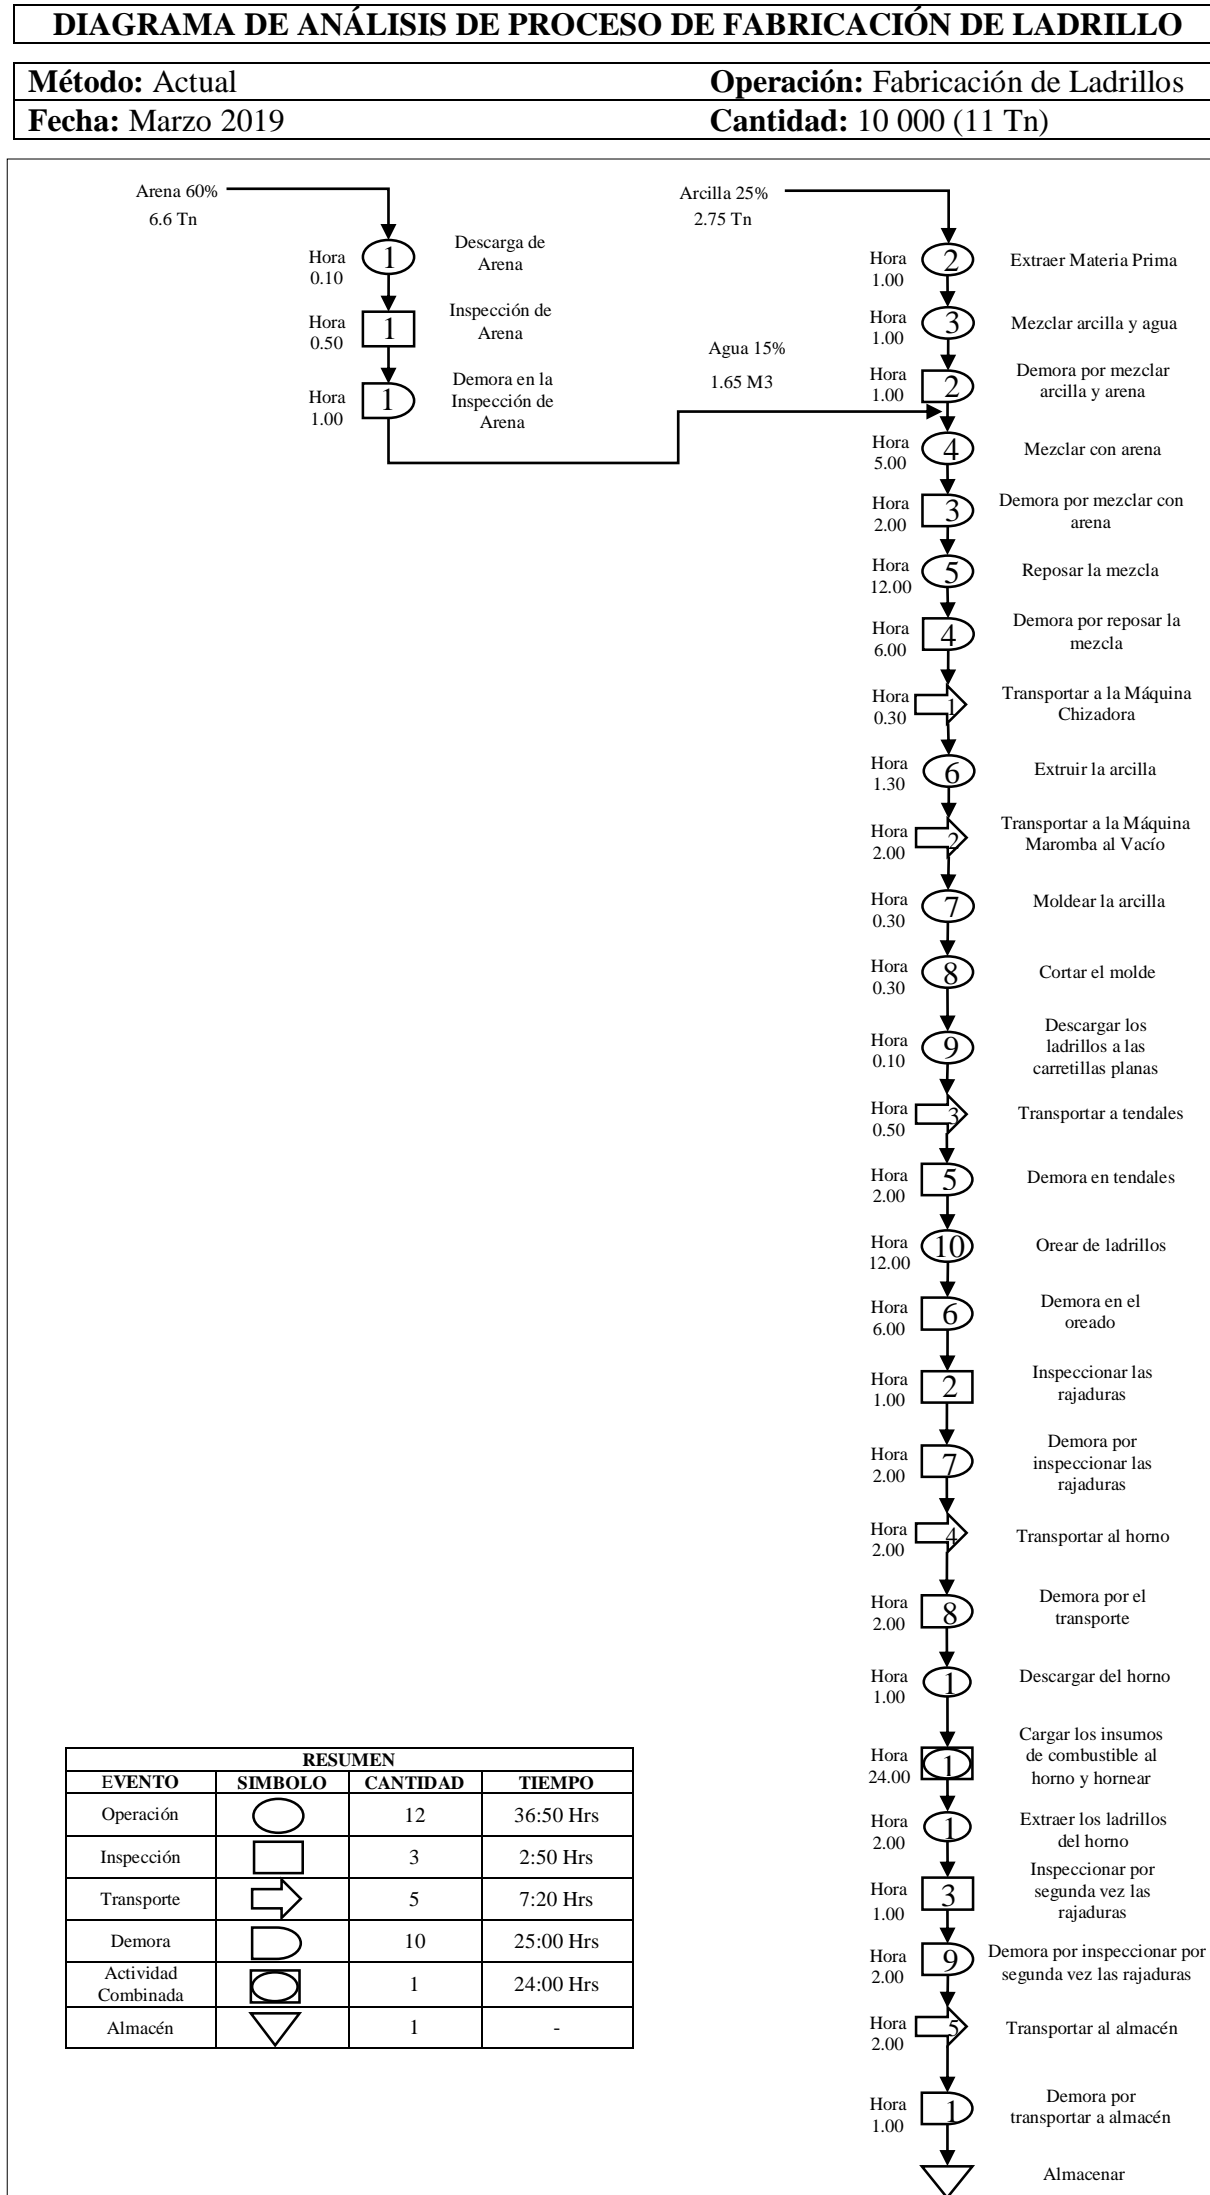 DIAGRAMA DE ANÁLISIS DE PROCESO DE FABRICACIÓN DE LADRILLO
Método: Actual
Operación: Fabricación de Ladrillos
Fecha: Marzo 2019
Cantidad: 10 000 (11 Tn)
Arena 60%
6.6 Tn
Hora
0.10
1
Descarga de
Arena
Hora
0.50
1
Inspección de
Arena
Hora
1.00
1
Demora en la
Inspección de
Arena
Arcilla 25%
2.75 Tn
Hora
1.00
2
Extraer Materia Prima
Hora
1.00
3
Mezclar arcilla y agua
Agua 15%
1.65 M3
Hora
1.00
2
Demora por mezclar
arcilla y arena
Hora
5.00
4
Mezclar con arena
Hora
2.00
3
Demora por mezclar con
arena
Hora
12.00
5
Reposar la mezcla
Hora
6.00
4
Demora por reposar la
mezcla
Hora
0.30
1
Transportar a la Máquina
Chizadora
Hora
1.30
6
Extruir la arcilla
Hora
2.00
2
Transportar a la Máquina
Maromba al Vacío
Hora
0.30
7
Moldear la arcilla
Hora
0.30
8
Cortar el molde
Hora
0.10
9
Descargar los
ladrillos a las
carretillas planas
Hora
0.50
3
Transportar a tendales
Hora
2.00
5
Demora en tendales
Hora
12.00
10
Orear de ladrillos
Hora
6.00
6
Demora en el
oreado
Hora
1.00
2
Inspeccionar las
rajaduras
Hora
2.00
7
Demora por
inspeccionar las
rajaduras
Hora
2.00
4
Transportar al horno
Hora
2.00
8
Demora por el
transporte
Hora
1.00
1
Descargar del horno
Hora
24.00
1
Cargar los insumos
de combustible al
horno y hornear
Hora
2.00
1
Extraer los ladrillos
del horno
Hora
1.00
3
Inspeccionar por
segunda vez las
rajaduras
Hora
2.00
9
Demora por inspeccionar por
segunda vez las rajaduras
Hora
2.00
5
Transportar al almacén
Hora
1.00
1
Demora por
transportar a almacén
Almacenar
RESUMEN
EVENTO SIMBOLO CANTIDAD TIEMPO
Operación 12 36:50 Hrs
Inspección 3 2:50 Hrs
Transporte 5 7:20 Hrs
Demora 10 25:00 Hrs
Actividad
Combinada 1 24:00 Hrs
Almacén 1 -